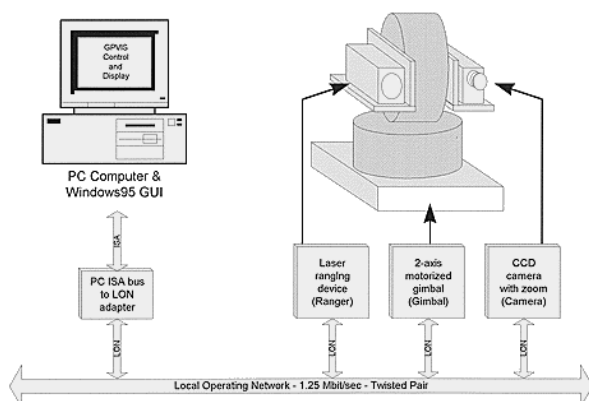 GPVIS
Control
and
Display
PC Computer &
Windows95 GUI
ISA
PC ISA bus
to LON
adapter
LON
Laser
ranging
device
(Ranger)
2-axis
motorized
gimbal
(Gimbal)
CCD
camera
with zoom
(Camera)
LON
LON
LON
Local Operating Network - 1.25 Mbit/sec - Twisted Pair